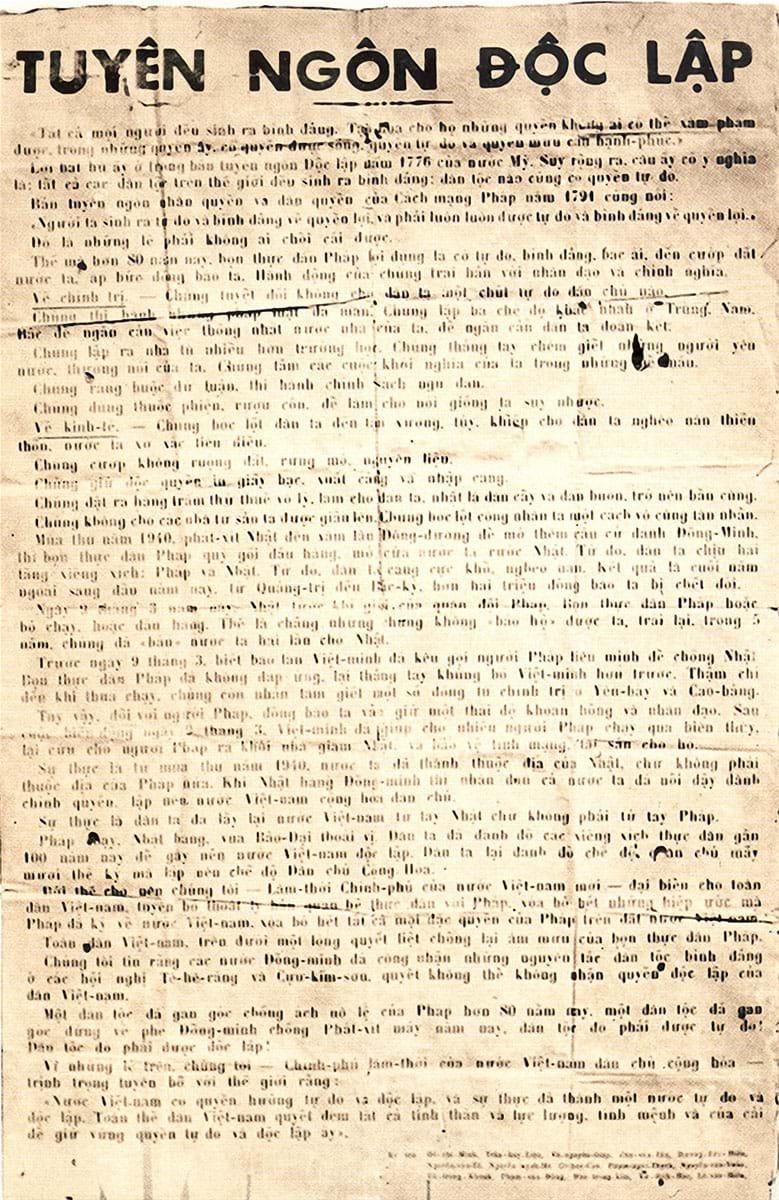 TUYÊN NGÔN ĐỘC LẬP
«Tất cả mọi người đều sinh ra bình đẳng. Tạo hóa cho họ những quyền không ai có thể xâm phạm
được, trong những quyền ấy, có quyền được sống, quyền tự do và quyền mưu cầu hạnh-phúc.»
Lời bất hủ ấy ở trong bản tuyên ngôn Độc lập năm 1776 của nước Mỹ. Suy rộng ra, câu ấy có ý nghĩa
là: tất cả các dân tộc trên thế giới đều sinh ra bình đẳng; dân tộc nào cũng có quyền tự do.
Bản tuyên ngôn nhân quyền và dân quyền của Cách mạng Pháp năm 1791 cũng nói:
«Người ta sinh ra tự do và bình đẳng về quyền lợi, và phải luôn luôn được tự do và bình đẳng về quyền lợi.»
Đó là những lẽ phải không ai chối cãi được.
Thế mà hơn 80 năm nay, bọn thực dân Pháp lợi dụng lá cờ tự do, bình đẳng, bác ái, đến cướp đất
nước ta, áp bức đồng bào ta. Hành động của chúng trái hẳn với nhân đạo và chính nghĩa.
Về chính trị. — Chúng tuyệt đối không cho dân ta một chút tự do dân chủ nào.
Chúng thi hành những pháp luật dã man. Chúng lập ba chế độ khác nhau ở Trung, Nam,
Bắc để ngăn cản việc thống nhất nước nhà của ta, để ngăn cản dân ta đoàn kết.
Chúng lập ra nhà tù nhiều hơn trường học. Chúng thẳng tay chém giết những người yêu
nước, thương nòi của ta. Chúng tắm các cuộc khởi nghĩa của ta trong những bể máu.
Chúng ràng buộc dư luận, thi hành chính sách ngu dân.
Chúng dùng thuốc phiện, rượu cồn, để làm cho nòi giống ta suy nhược.
Về kinh-tế. — Chúng bóc lột dân ta đến tận xương, tủy, khiến cho dân ta nghèo nàn thiếu
thốn, nước ta xơ xác tiêu điều.
Chúng cướp không ruộng đất, rừng mỏ, nguyên liệu.
Chúng giữ độc quyền in giấy bạc, xuất cảng và nhập cảng.
Chúng đặt ra hàng trăm thứ thuế vô lý, làm cho dân ta, nhất là dân cầy và dân buôn, trở nên bần cùng.
Chúng không cho các nhà tư sản ta được giàu lên. Chúng bóc lột công nhân ta một cách vô cùng tàn nhẫn.
Mùa thu năm 1940, phát-xít Nhật đến xâm lăn Đông-dương để mở thêm căn cứ đánh Đồng-Minh,
thì bọn thực dân Pháp quỳ gối đầu hàng, mở cửa nước ta rước Nhật. Từ đó, dân ta chịu hai
tầng xiềng xích: Pháp và Nhật. Từ đó, dân ta càng cực khổ, nghèo nàn. Kết quả là cuối năm
ngoái sang đầu năm nay, từ Quảng-trị đến Bắc-kỳ, hơn hai triệu đồng bào ta bị chết đói.
Ngày 9 tháng 3 năm nay, Nhật tước khí giới của quân đội Pháp. Bọn thực dân Pháp hoặc
bỏ chạy, hoặc đầu hàng. Thế là chẳng những chúng không «bảo hộ» được ta, trái lại, trong 5
năm, chúng đã «bán» nước ta hai lần cho Nhật.
Trước ngày 9 tháng 3, biết bao lần Việt-minh đã kêu gọi người Pháp liên minh để chống Nhật.
Bọn thực dân Pháp đã không đáp ứng, lại thẳng tay khủng bố Việt-minh hơn trước. Thậm chí
đến khi thua chạy, chúng còn nhẫn tâm giết một số đông tù chính trị ở Yên-bay và Cao-bằng.
Tuy vậy, đối với người Pháp, đồng bào ta vẫn giữ một thái độ khoan hồng và nhân đạo. Sau
cuộc biến động ngày 9 tháng 3, Việt-minh đã giúp cho nhiều người Pháp chạy qua biên thùy,
lại cứu cho người Pháp ra khỏi nhà giam Nhật, và bảo vệ tính mạng, tài sản cho họ.
Sự thực là từ mùa thu năm 1940, nước ta đã thành thuộc địa của Nhật, chứ không phải
thuộc địa của Pháp nữa. Khi Nhật hàng Đồng-minh thì nhân dân cả nước ta đã nổi dậy dành
chính quyền, lập nên nước Việt-nam cộng hòa dân chủ.
Sự thực là dân ta đã lấy lại nước Việt-nam từ tay Nhật chứ không phải từ tay Pháp.
Pháp chạy, Nhật hàng, vua Bảo-Đại thoái vị. Dân ta đã đánh đổ các xiềng xích thực dân gần
100 năm nay để gây nên nước Việt-nam độc lập. Dân ta lại đánh đổ chế độ quân chủ mấy
mươi thế kỷ mà lập nên chế độ Dân chủ Cộng Hòa.
Bởi thế cho nên chúng tôi — Lâm-thời Chính-phủ của nước Việt-nam mới — đại biểu cho toàn
dân Việt-nam, tuyên bố thoát ly hẳn quan hệ thực dân với Pháp, xóa bỏ hết những hiệp ước mà
Pháp đã ký về nước Việt-nam, xóa bỏ hết tất cả mọi đặc quyền của Pháp trên đất nước Việt-nam.
Toàn dân Việt-nam, trên dưới một lòng quyết liệt chống lại âm mưu của bọn thực dân Pháp.
Chúng tôi tin rằng các nước Đồng-minh đã công nhận những nguyên tắc dân tộc bình đẳng
ở các hội nghị Tê-hê-răng và Cựu-kim-sơn, quyết không thể không nhận quyền độc lập của
dân Việt-nam.
Một dân tộc đã gan góc chống ách nô lệ của Pháp hơn 80 năm nay, một dân tộc đã gan
góc đứng về phe Đồng-minh chống Phát-xít mấy năm nay, dân tộc đó phải được tự do!
Dân tộc đó phải được độc lập!
Vì những lẽ trên, chúng tôi — Chính-phủ lâm-thời của nước Việt-nam dân chủ cộng hòa —
trịnh trọng tuyên bố với thế giới rằng:
«Nước Việt-nam có quyền hưởng tự do và độc lập, và sự thực đã thành một nước tự do và
độc lập. Toàn thể dân Việt-nam quyết đem tất cả tinh thần và lực lượng, tính mệnh và của cải
để giữ vững quyền tự do và độc lập ấy».